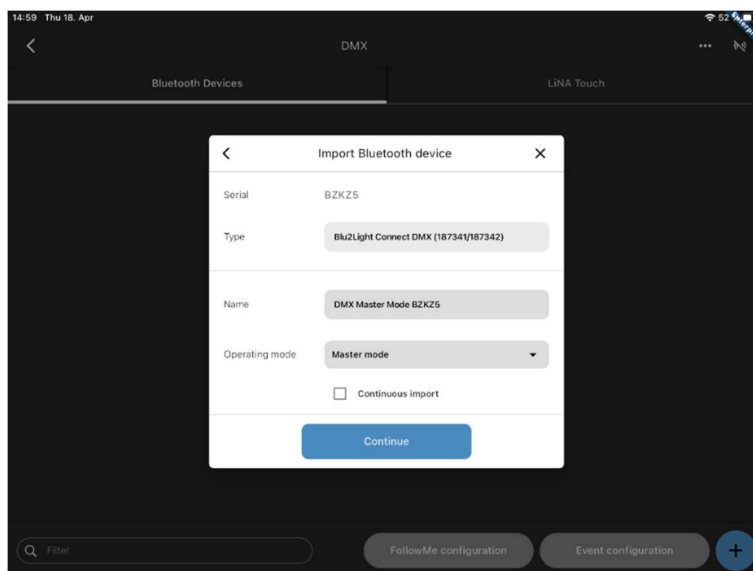 14:59 Thu 18. Apr 52
DMX
Bluetooth Devices LiNA Touch
Import Bluetooth device
Serial BZKZ5
Type Blu2Light Connect DMX (187341/187342)
Name DMX Master Mode BZKZ5
Operating mode Master mode
Continuous import
Continue
Filter FollowMe configuration Event configuration